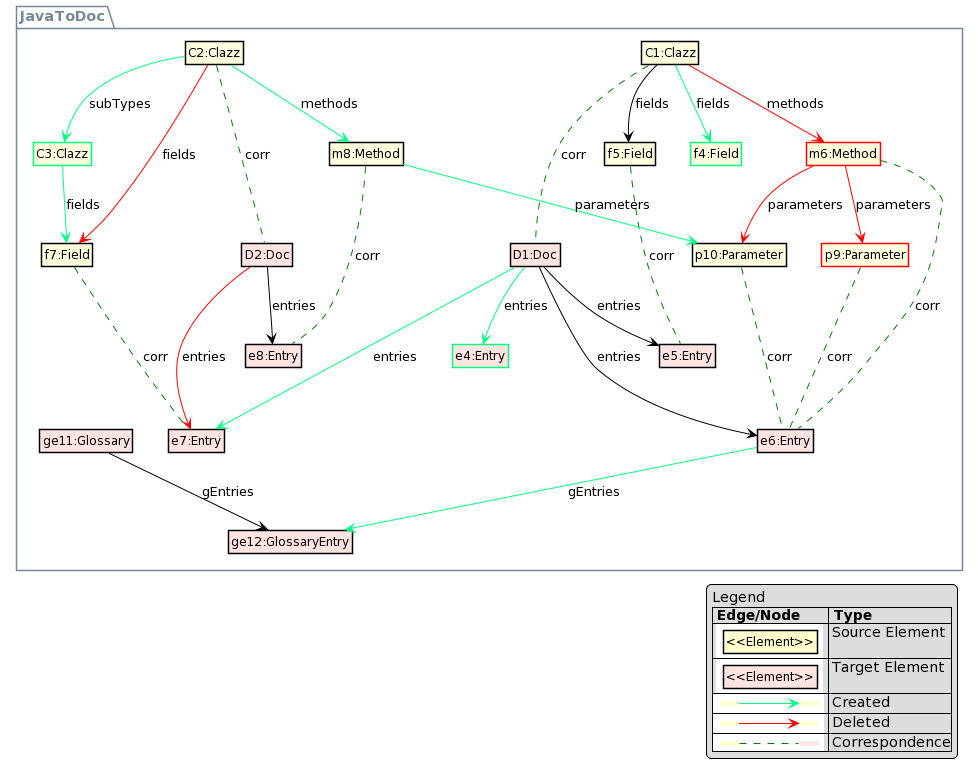 JavaToDoc
C2:Clazz
C1:Clazz
subTypes
methods
fields
fields
methods
C3:Clazz
fields
corr
m8:Method
corr
f5:Field
f4:Field
m6:Method
fields
parameters
parameters
parameters
f7:Field
D2:Doc
corr
D1:Doc
corr
p10:Parameter
p9:Parameter
entries
entries
entries
corr
corr
entries
e8:Entry
entries
e4:Entry
entries
e5:Entry
corr
corr
ge11:Glossary
e7:Entry
e6:Entry
gEntries
gEntries
ge12:GlossaryEntry
Legend
Edge/Node Type
<<Element>> Source Element
<<Element>> Target Element
Created
Deleted
Correspondence